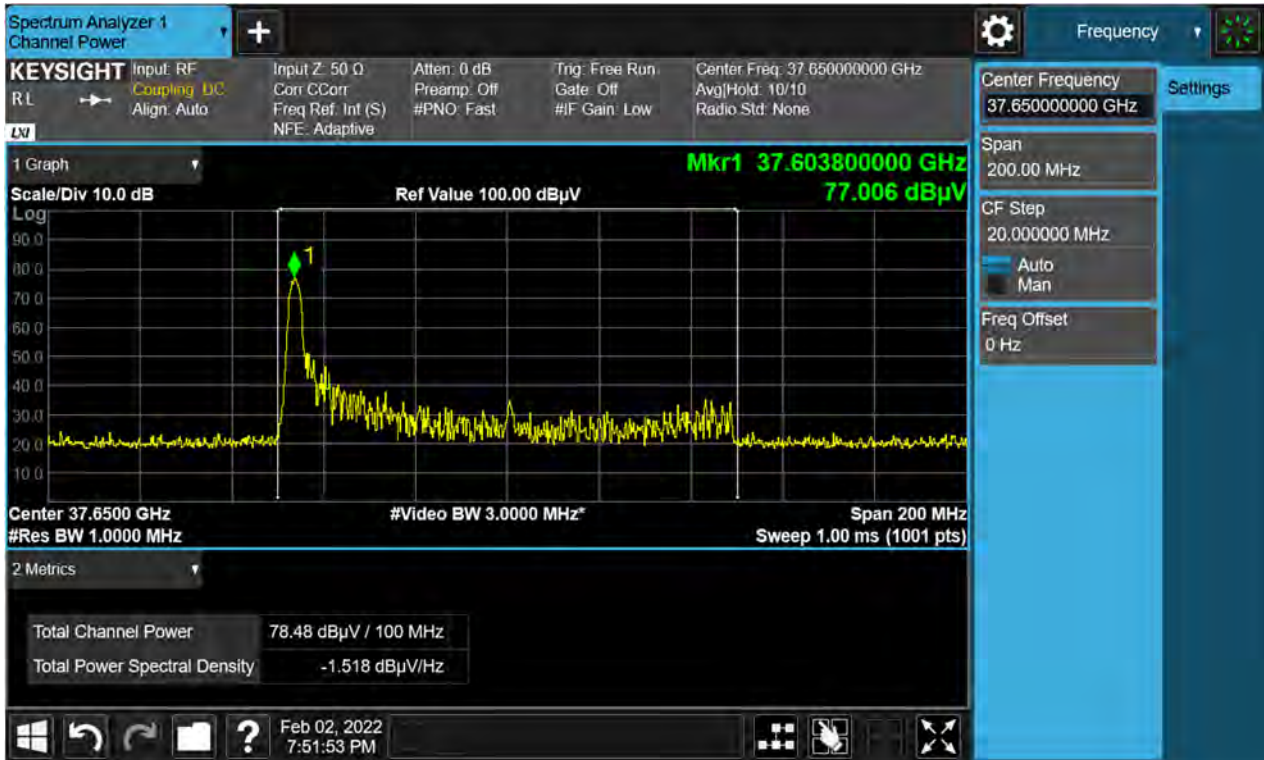 Spectrum Analyzer 1
Channel Power
+
Frequency
KEYSIGHT
RL
LXI
Input: RF
Coupling: DC
Align: Auto
Input Z: 50 Ω
Corr CCorr
Freq Ref: Int (S)
NFE: Adaptive
Atten: 0 dB
Preamp: Off
#PNO: Fast
Trig: Free Run
Gate: Off
#IF Gain: Low
Center Freq: 37.650000000 GHz
Avg|Hold: 10/10
Radio Std: None
Center Frequency
37.650000000 GHz
Settings
Span
200.00 MHz
CF Step
20.000000 MHz
Auto
Man
Freq Offset
0 Hz
1 Graph
Mkr1 37.603800000 GHz
Scale/Div 10.0 dB
Ref Value 100.00 dBµV
77.006 dBµV
Log
90.0
80.0
70.0
60.0
50.0
40.0
30.0
20.0
10.0
1
Center 37.6500 GHz
#Video BW 3.0000 MHz*
Span 200 MHz
#Res BW 1.0000 MHz
Sweep 1.00 ms (1001 pts)
2 Metrics
Total Channel Power
78.48 dBµV / 100 MHz
Total Power Spectral Density
-1.518 dBµV/Hz
?
Feb 02, 2022
7:51:53 PM